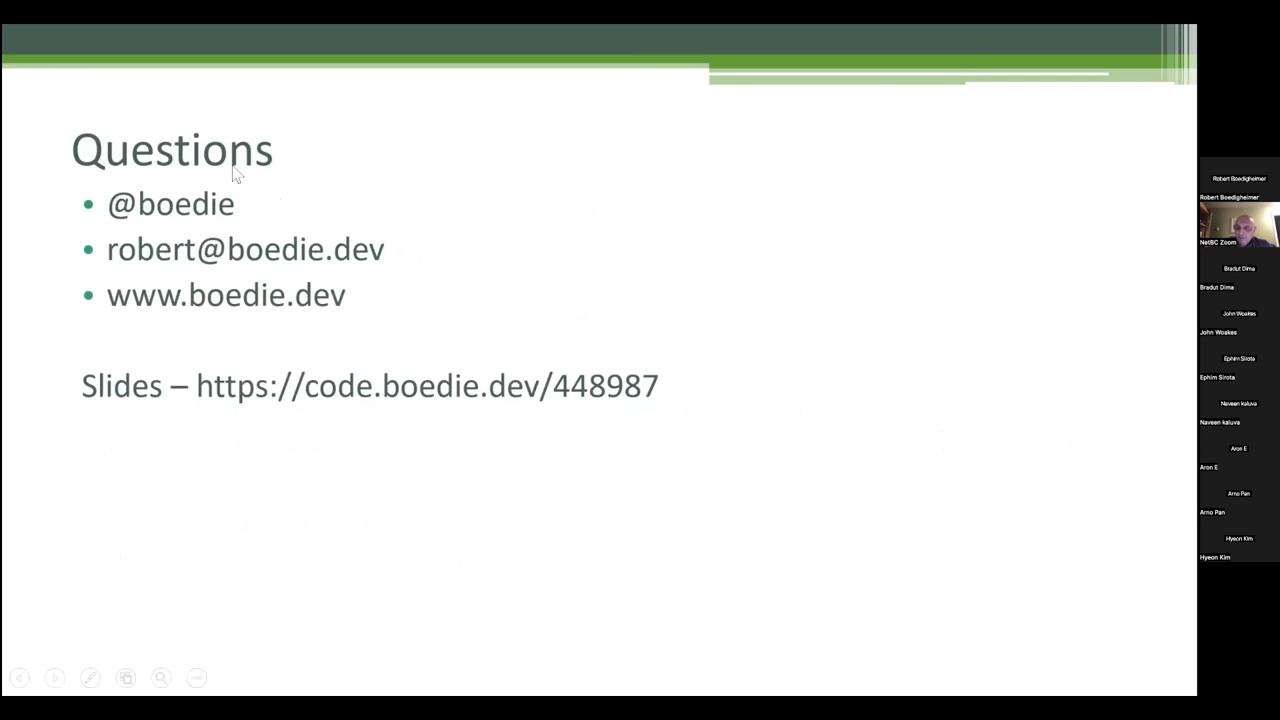 Questions
• @boedie
• robert@boedie.dev
• www.boedie.dev
Slides – https://code.boedie.dev/448987
Robert Boedigheimer
Robert Boedigheimer
NetBC Zoom
Bradut Dima
Bradut Dima
John Woakes
John Woakes
Ephim Sirota
Ephim Sirota
Naveen kaluva
Naveen kaluva
Aron E
Aron E
Arno Pan
Arno Pan
Hyeon Kim
Hyeon Kim